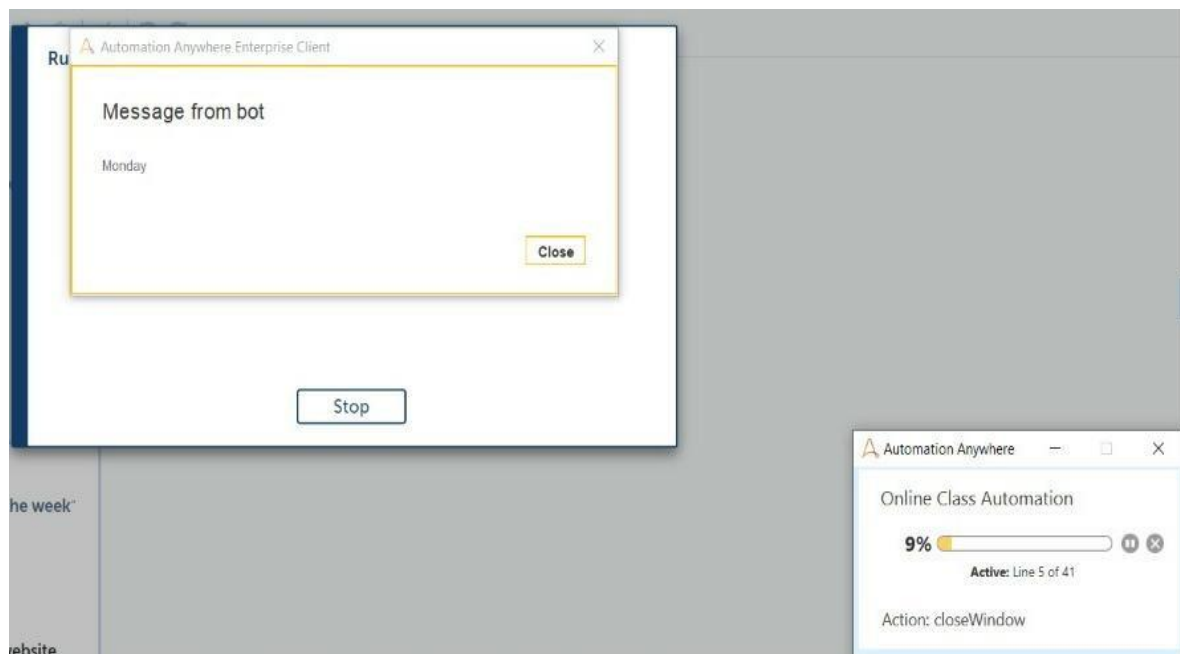 Ru
Automation Anywhere Enterprise Client
Message from bot
Monday
Close
Stop
he week"
ebsite
Automation Anywhere
Online Class Automation
9%
Active: Line 5 of 41
Action: closeWindow